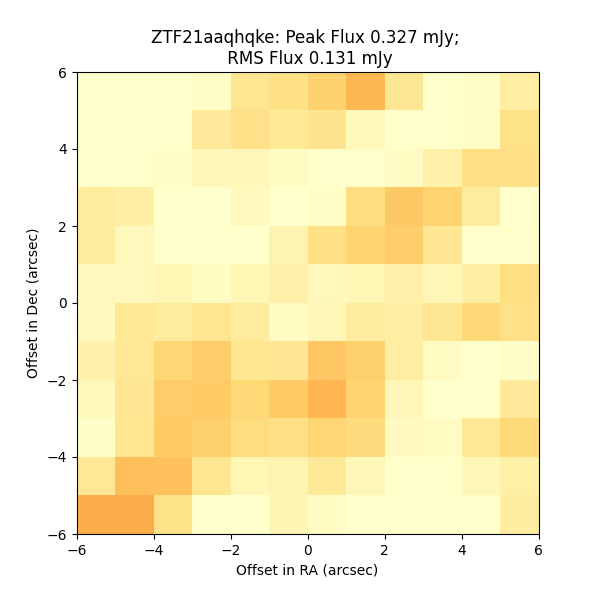 ZTF21aaqhqke: Peak Flux 0.327 mJy;
RMS Flux 0.131 mJy
6
4
2
0
−2
−4
−6
Offset in Dec (arcsec)
−6 −4 −2 0 2 4 6
Offset in RA (arcsec)